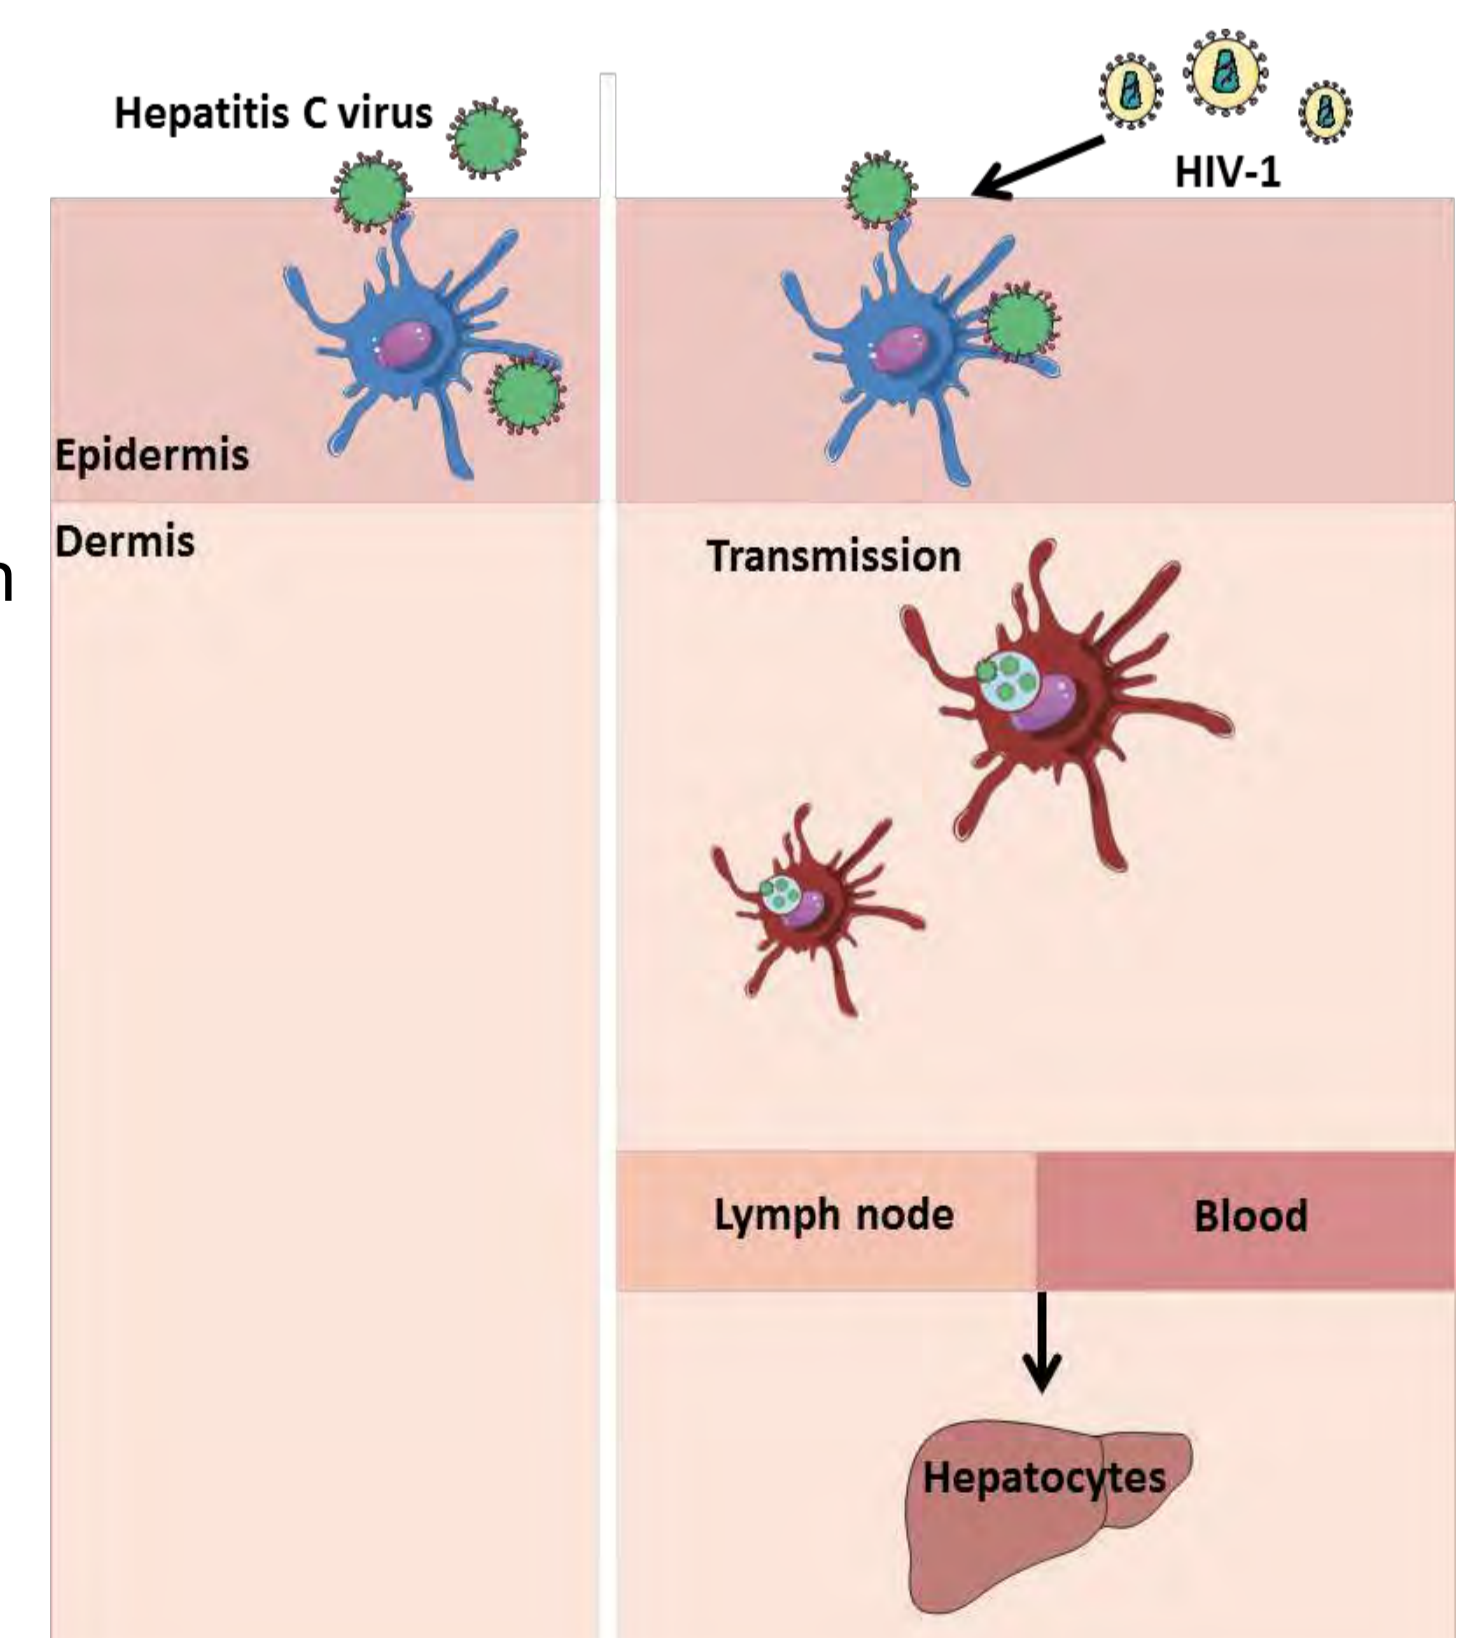 Hepatitis C virus
HIV-1
Epidermis
Dermis
n
Transmission
Lymph node
Blood
Hepatocytes